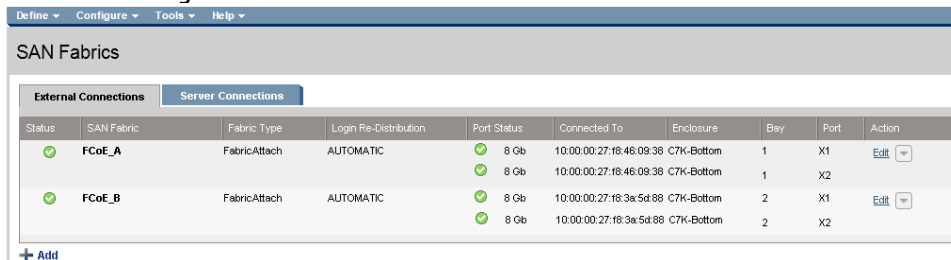 Define Configure Tools Help
SAN Fabrics
External Connections Server Connections
Status SAN Fabric Fabric Type Login Re-Distribution Port Status Connected To Enclosure Bay Port Action
FCoE_A FabricAttach AUTOMATIC 8 Gb 10:00:00:27:f8:46:09:38 C7K-Bottom 1 X1 Edit
8 Gb 10:00:00:27:f8:46:09:38 C7K-Bottom 1 X2
FCoE_B FabricAttach AUTOMATIC 8 Gb 10:00:00:27:f8:3a:5d:88 C7K-Bottom 2 X1 Edit
8 Gb 10:00:00:27:f8:3a:5d:88 C7K-Bottom 2 X2
Add